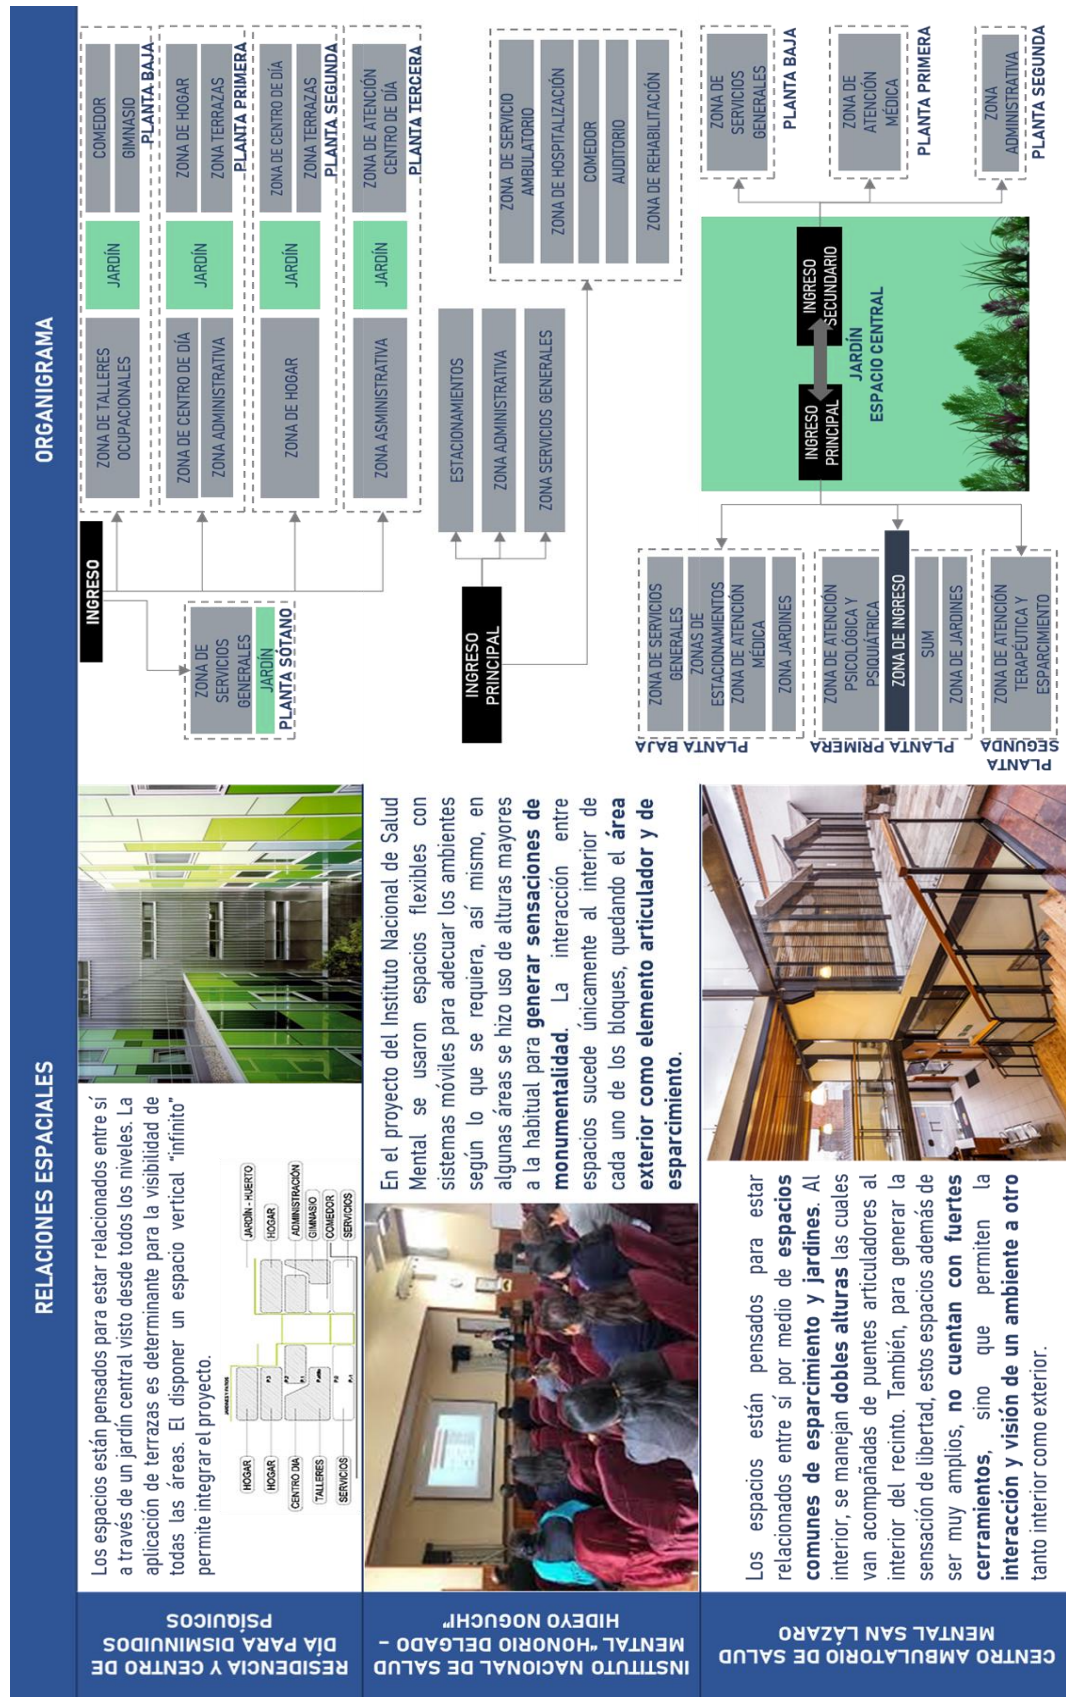 RELACIONES ESPACIALES
ORGANIGRAMA
RESIDENCIA Y CENTRO DE
DÍA PARA DISMINUIDOS
PSÍQUICOS
Los espacios están pensados para estar relacionados entre sí
a través de un jardín central visto desde todos los niveles. La
aplicación de terrazas es determinante para la visibilidad de
todas las áreas. El disponer un espacio vertical "infinito"
permite integrar el proyecto.
HOGAR
HOGAR
CENTRO DIA
TALLERES
SERVICIOS
JARDÍN - HUERTO
HOGAR
ADMINISTRACIÓN
GIMNASIO
COMEDOR
SERVICIOS
INGRESO
ZONA DE
SERVICIOS
GENERALES
JARDÍN
PLANTA SÓTANO
ZONA DE TALLERES
OCUPACIONALES
JARDÍN
COMEDOR
GIMNASIO
PLANTA BAJA
ZONA DE CENTRO DE DÍA
ZONA ADMINISTRATIVA
JARDÍN
ZONA DE HOGAR
ZONA TERRAZAS
PLANTA PRIMERA
ZONA DE HOGAR
JARDÍN
ZONA DE CENTRO DE DÍA
ZONA TERRAZAS
PLANTA SEGUNDA
ZONA ASMINISTRATIVA
JARDÍN
ZONA DE ATENCIÓN
CENTRO DE DÍA
PLANTA TERCERA
INSTITUTO NACIONAL DE SALUD
MENTAL "HONORIO DELGADO –
HIDEYO NOGUCHI"
En el proyecto del Instituto Nacional de Salud
Mental se usaron espacios flexibles con
sistemas móviles para adecuar los ambientes
según lo que se requiera, así mismo, en
algunas áreas se hizo uso de alturas mayores
a la habitual para generar sensaciones de
monumentalidad. La interacción entre
espacios sucede únicamente al interior de
cada uno de los bloques, quedando el área
exterior como elemento articulador y de
esparcimiento.
INGRESO
PRINCIPAL
ESTACIONAMIENTOS
ZONA ADMINISTRATIVA
ZONA SERVICIOS GENERALES
ZONA DE SERVICIO
AMBULATORIO
ZONA DE HOSPITALIZACIÓN
COMEDOR
AUDITORIO
ZONA DE REHABILITACIÓN
CENTRO AMBULATORIO DE SALUD
MENTAL SAN LÁZARO
Los espacios están pensados para estar
relacionados entre sí por medio de espacios
comunes de esparcimiento y jardines. Al
interior, se manejan dobles alturas las cuales
van acompañadas de puentes articuladores al
interior del recinto. También, para generar la
sensación de libertad, estos espacios además de
ser muy amplios, no cuentan con fuertes
cerramientos, sino que permiten la
interacción y visión de un ambiente a otro
tanto interior como exterior.
PLANTA BAJA
ZONA DE SERVICIOS
GENERALES
ZONAS DE
ESTACIONAMIENTOS
ZONA DE ATENCIÓN
MÉDICA
ZONA JARDINES
PLANTA PRIMERA
ZONA DE ATENCIÓN
PSICOLÓGICA Y
PSIQUIÁTRICA
ZONA DE INGRESO
SUM
ZONA DE JARDINES
PLANTA
SEGUNDA
ZONA DE ATENCIÓN
TERAPÉUTICA Y
ESPARCIMIENTO
INGRESO
PRINCIPAL
INGRESO
SECUNDARIO
JARDÍN
ESPACIO CENTRAL
ZONA DE
SERVICIOS
GENERALES
PLANTA BAJA
ZONA DE
ATENCIÓN
MÉDICA
PLANTA PRIMERA
ZONA
ADMINISTRATIVA
PLANTA SEGUNDA